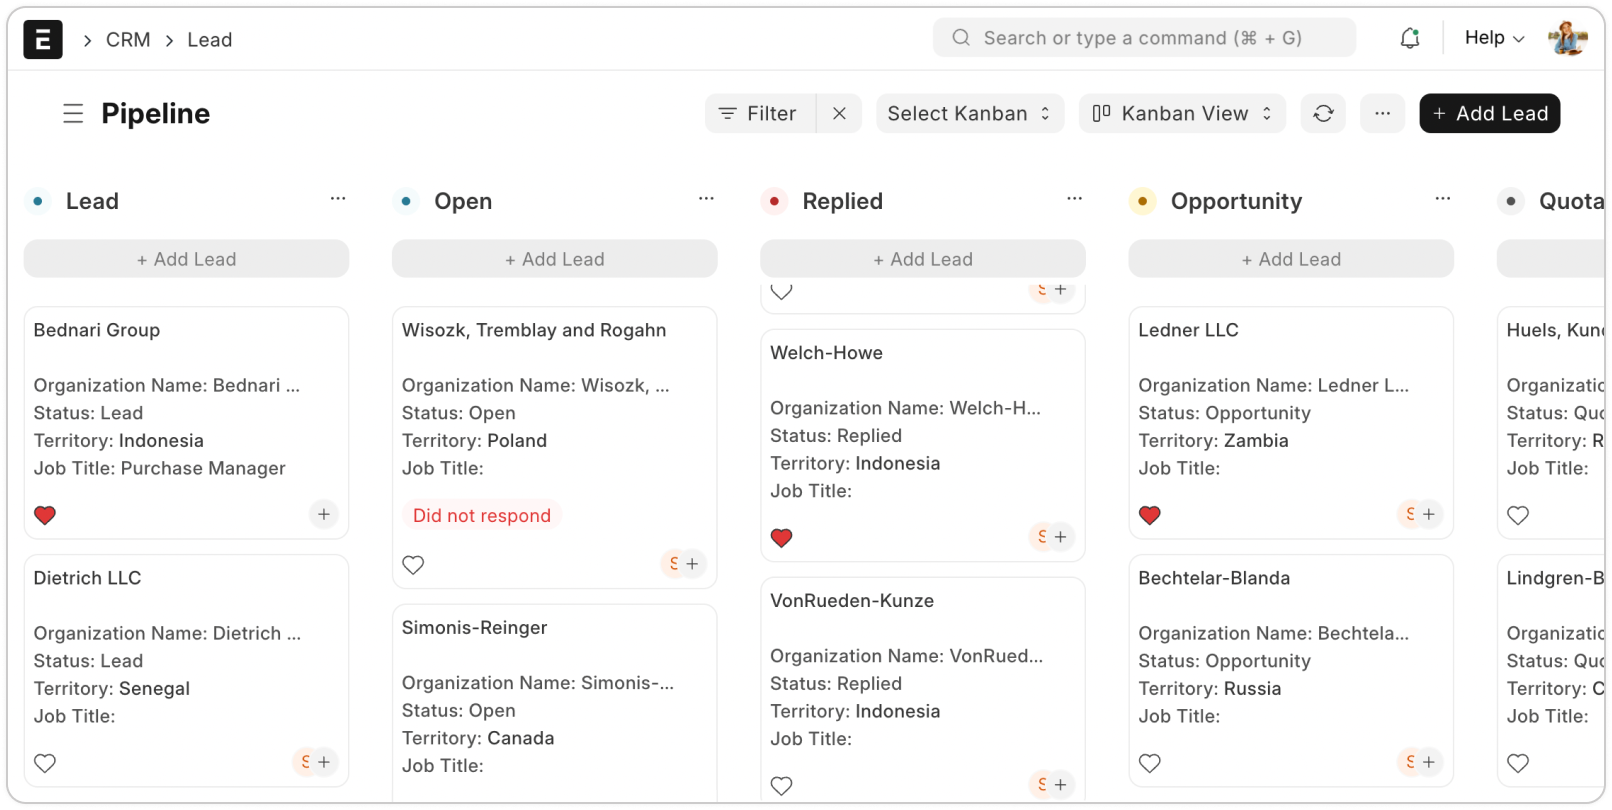 E
CRM
Lead
Search or type a command (⌘ + G)
Help
Pipeline
Filter
Select Kanban
Kanban View
+ Add Lead
Lead
+ Add Lead
Bednari Group
Organization Name: Bednari ...
Status: Lead
Territory: Indonesia
Job Title: Purchase Manager
+
Dietrich LLC
Organization Name: Dietrich ...
Status: Lead
Territory: Senegal
Job Title:
S +
Open
+ Add Lead
Wisozk, Tremblay and Rogahn
Organization Name: Wisozk, ...
Status: Open
Territory: Poland
Job Title:
Did not respond
S +
Simonis-Reinger
Organization Name: Simonis-...
Status: Open
Territory: Canada
Job Title:
Replied
+ Add Lead
S +
Welch-Howe
Organization Name: Welch-H...
Status: Replied
Territory: Indonesia
Job Title:
S +
VonRueden-Kunze
Organization Name: VonRued...
Status: Replied
Territory: Indonesia
Job Title:
S +
Opportunity
+ Add Lead
Ledner LLC
Organization Name: Ledner L...
Status: Opportunity
Territory: Zambia
Job Title:
S +
Bechtelar-Blanda
Organization Name: Bechtela...
Status: Opportunity
Territory: Russia
Job Title:
S +
Quota
Huels, Kun
Organizatio
Status: Quo
Territory: R
Job Title:
Lindgren-B
Organizatio
Status: Quo
Territory: C
Job Title: